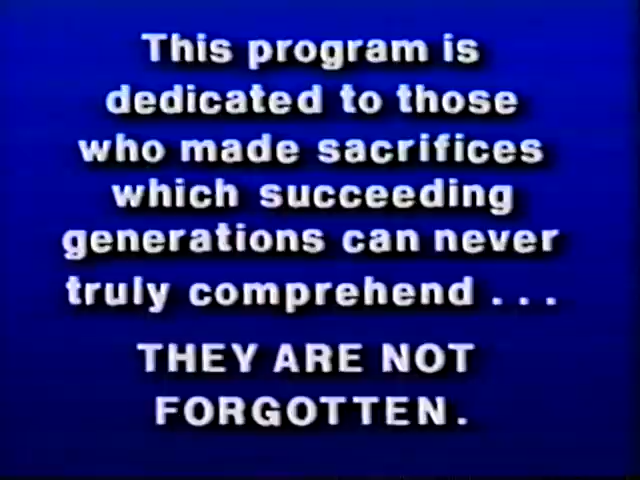 This program is
dedicated to those
who made sacrifices
which succeeding
generations can never
truly comprehend . . .
THEY ARE NOT
FORGOTTEN.